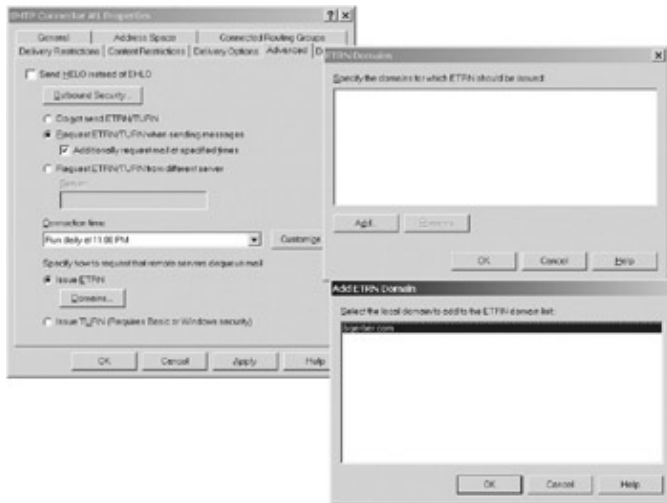 SMTP Connector #1 Properties
General
Address Space
Connected Routing Groups
Delivery Restrictions
Content Restrictions
Delivery Options
Advanced
D
Send HELO instead of EHLO
Outbound Security...
Do not send ETRN/TURN
Request ETRN/TURN when sending messages
Additionally request mail at specified times
Request ETRN/TURN from different server
Server:
Connection time:
Run daily at 11:00 PM
Customize
Specify how to request that remote servers dequeue mail
Issue ETRN
Domains...
Issue TURN (Requires Basic or Windows security)
OK
Cancel
Apply
Help
ETRN Domains
Specify the domains for which ETRN should be issued:
Add...
Remove
OK
Cancel
Help
Add ETRN Domain
Select the local domain to add to the ETRN domain list:
bgerber.com
OK
Cancel
Help